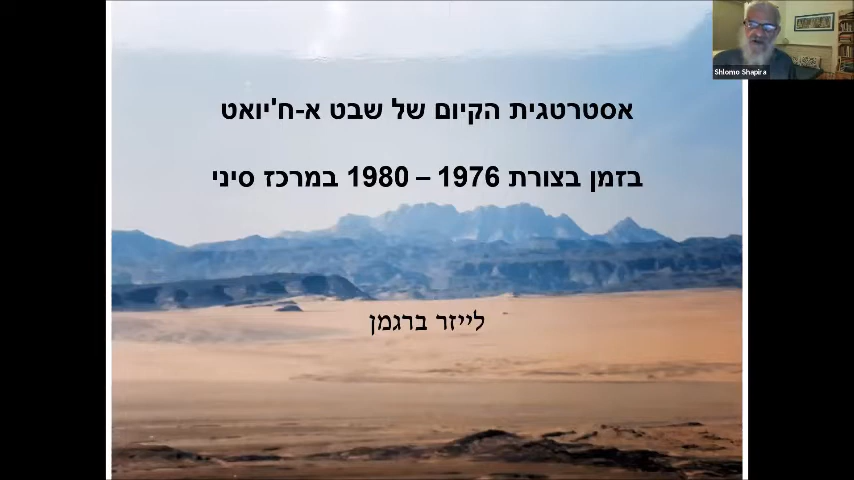 Shlomo Shapira
אסטרטגית הקיום של שבט א-ח'יואט
בזמן בצורת 1976 – 1980 במרכז סיני
לייזר ברגמן